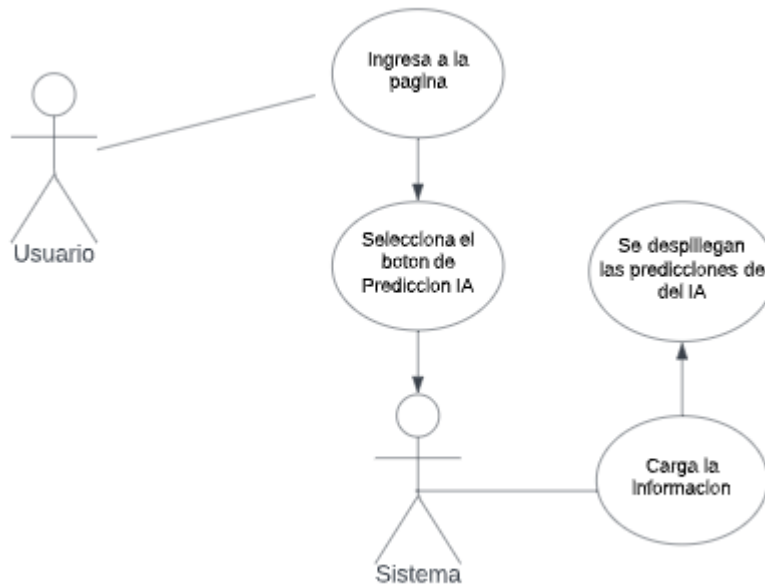 Ingresa a la
pagina
Usuario
Selecciona el
boton de
Prediccion IA
Se despliegan
las predicciones de
del IA
Carga la
Informacion
Sistema